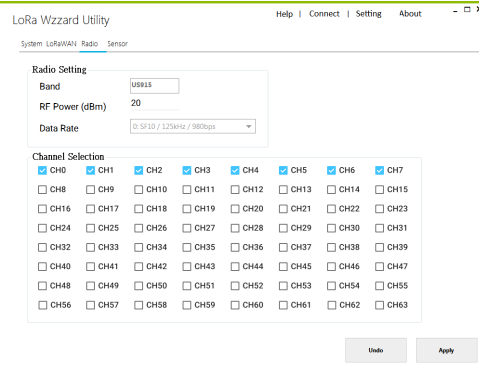 LoRa Wzzard Utility
Help | Connect | Setting About
System LoRaWAN Radio Sensor
Radio Setting
Band US915
RF Power (dBm) 20
Data Rate 0: SF10 / 125kHz / 980bps
Channel Selection
CH0 CH1 CH2 CH3 CH4 CH5 CH6 CH7
CH8 CH9 CH10 CH11 CH12 CH13 CH14 CH15
CH16 CH17 CH18 CH19 CH20 CH21 CH22 CH23
CH24 CH25 CH26 CH27 CH28 CH29 CH30 CH31
CH32 CH33 CH34 CH35 CH36 CH37 CH38 CH39
CH40 CH41 CH42 CH43 CH44 CH45 CH46 CH47
CH48 CH49 CH50 CH51 CH52 CH53 CH54 CH55
CH56 CH57 CH58 CH59 CH60 CH61 CH62 CH63
Undo Apply